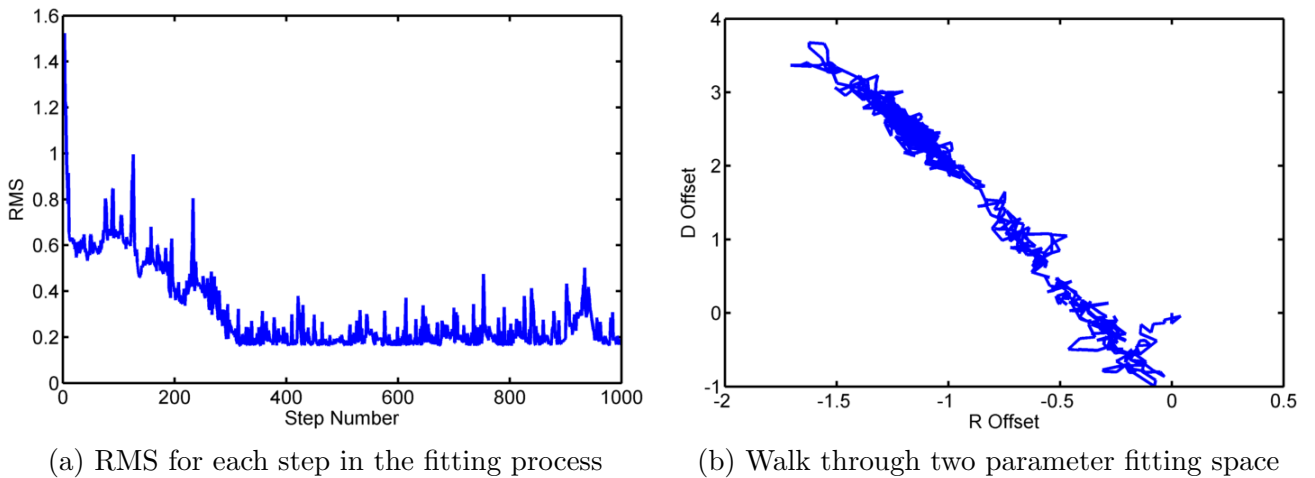 1.6
1.4
1.2
1
0.8
0.6
0.4
0.2
0
RMS
0 200 400 600 800 1000
Step Number
4
3
2
1
0
-1
D Offset
-2 -1.5 -1 -0.5 0 0.5
R Offset
(a) RMS for each step in the fitting process
(b) Walk through two parameter fitting space